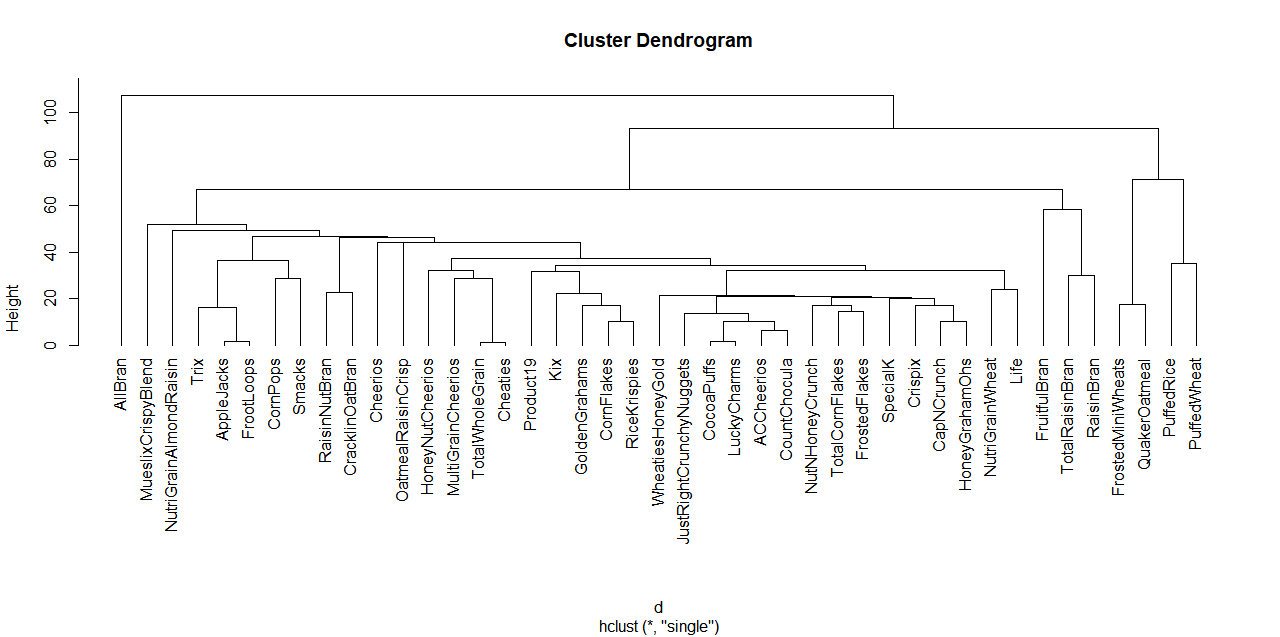 Cluster Dendrogram
Height
0
20
40
60
80
100
AllBran
MueslixCrispyBlend
NutriGrainAlmondRaisin
Trix
AppleJacks
FrootLoops
CornPops
Smacks
RaisinNutBran
CracklinOatBran
Cheerios
OatmealRaisinCrisp
HoneyNutCheerios
MultiGrainCheerios
TotalWholeGrain
Cheaties
Product19
Kix
GoldenGrahams
CornFlakes
RiceKrispies
WheatiesHoneyGold
JustRightCrunchyNuggets
CocoaPuffs
LuckyCharms
ACCheerios
CountChocula
NutNHoneyCrunch
TotalCornFlakes
FrostedFlakes
SpecialK
Crispix
CapNCrunch
HoneyGrahamOhs
NutriGrainWheat
Life
FruitfulBran
TotalRaisinBran
RaisinBran
FrostedMiniWheats
QuakerOatmeal
PuffedRice
PuffedWheat
d
hclust (*, "single")